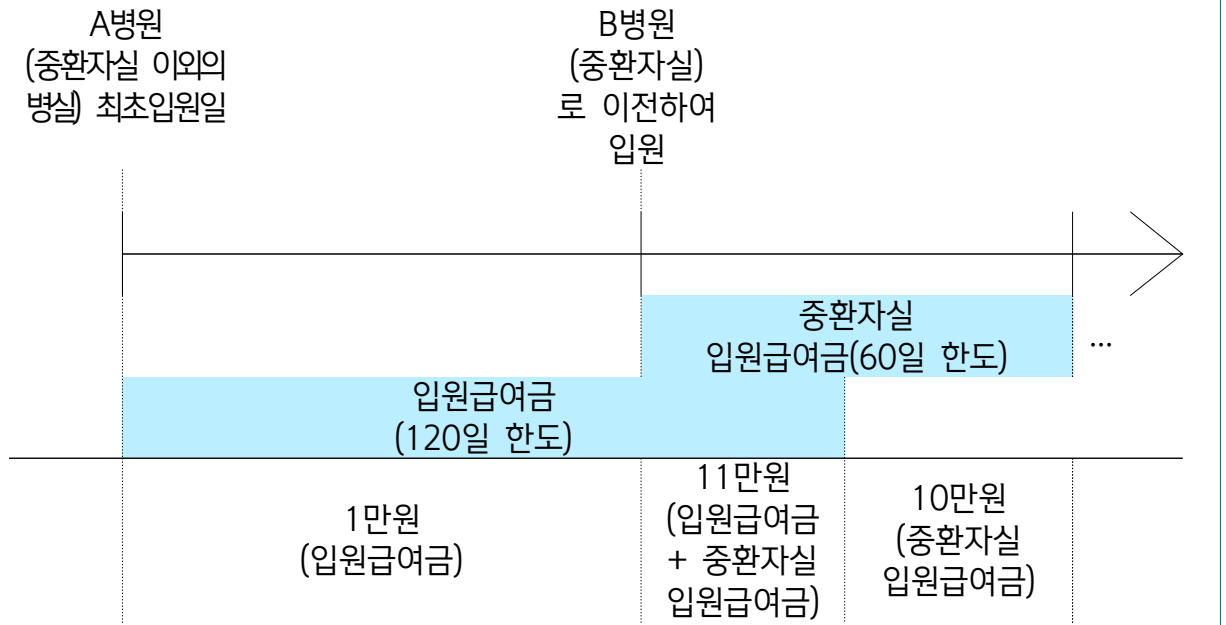 A병원
(중환자실 이외의
병실) 최초입원일
B병원
(중환자실)
로 이전하여
입원
중환자실
입원급여금(60일 한도)
...
입원급여금
(120일 한도)
1만원
(입원급여금)
11만원
(입원급여금
+ 중환자실
입원급여금)
10만원
(중환자실
입원급여금)